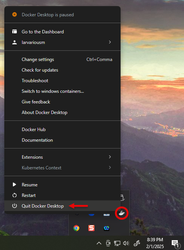 Docker Desktop is paused
Go to the Dashboard
larvariousm
Change settings Ctrl+Comma
Check for updates
Troubleshoot
Switch to Windows containers...
Give feedback
About Docker Desktop
Docker Hub
Documentation
Extensions
Kubernetes Context
Resume
Restart
Quit Docker Desktop
8:39 PM
2/1/2025